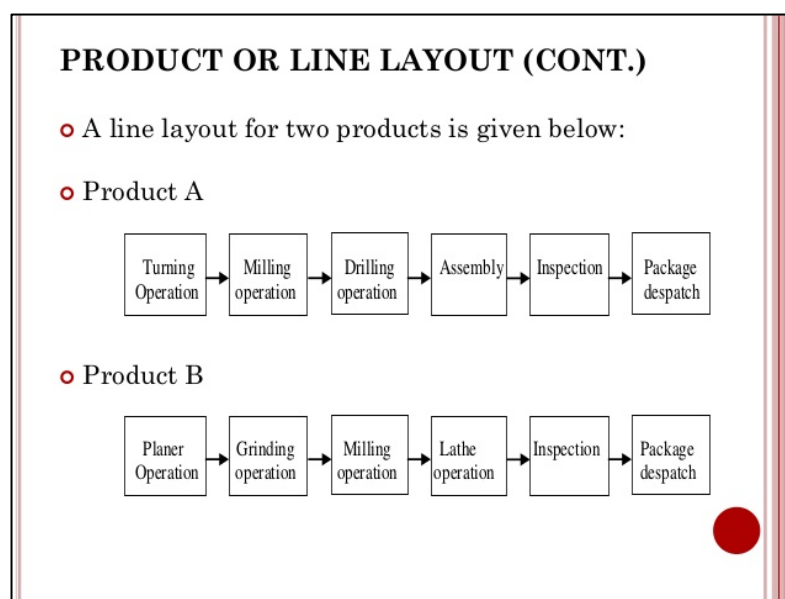 PRODUCT OR LINE LAYOUT (CONT.)
A line layout for two products is given below:
Product A
Turning
Operation
Milling
operation
Drilling
operation
Assembly
Inspection
Package
despatch
Product B
Planer
Operation
Grinding
operation
Milling
operation
Lathe
operation
Inspection
Package
despatch